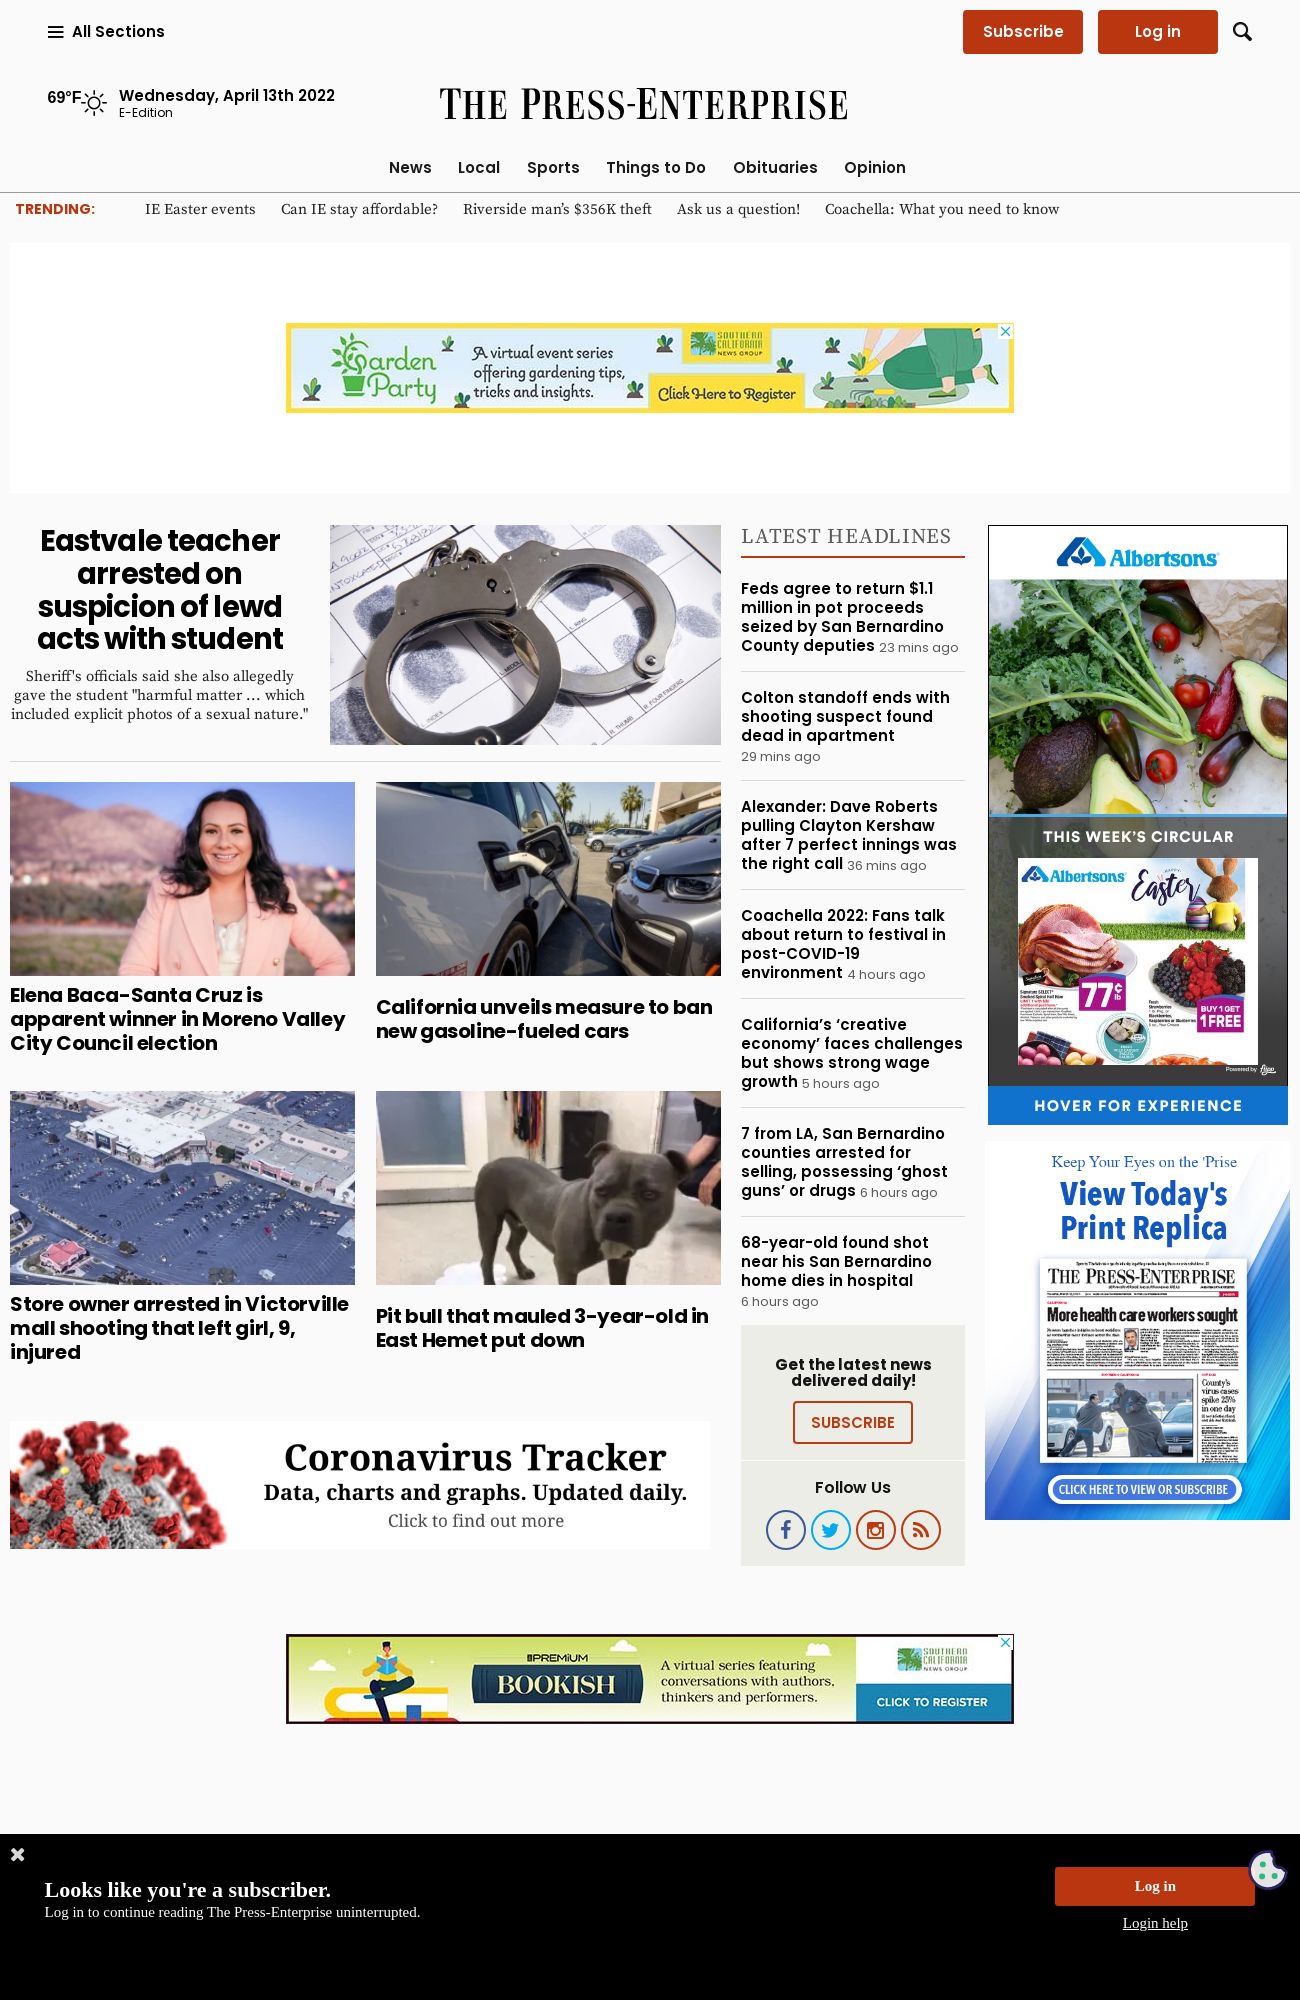 All Sections
Subscribe
Log in
69°F
Wednesday, April 13th 2022
E-Edition
THE PRESS-ENTERPRISE
News Local Sports Things to Do Obituaries Opinion
TRENDING: IE Easter events Can IE stay affordable? Riverside man’s $356K theft Ask us a question! Coachella: What you need to know
Garden
Party
A virtual event series
offering gardening tips,
tricks and insights.
SOUTHERN
CALIFORNIA
NEWS GROUP
Click Here to Register
Eastvale teacher
arrested on
suspicion of lewd
acts with student
Sheriff's officials said she also allegedly
gave the student "harmful matter … which
included explicit photos of a sexual nature."
Elena Baca-Santa Cruz is
apparent winner in Moreno Valley
City Council election
California unveils measure to ban
new gasoline-fueled cars
Store owner arrested in Victorville
mall shooting that left girl, 9,
injured
Pit bull that mauled 3-year-old in
East Hemet put down
Coronavirus Tracker
Data, charts and graphs. Updated daily.
Click to find out more
LATEST HEADLINES
Feds agree to return $1.1
million in pot proceeds
seized by San Bernardino
County deputies 23 mins ago
Colton standoff ends with
shooting suspect found
dead in apartment
29 mins ago
Alexander: Dave Roberts
pulling Clayton Kershaw
after 7 perfect innings was
the right call 36 mins ago
Coachella 2022: Fans talk
about return to festival in
post-COVID-19
environment 4 hours ago
California’s ‘creative
economy’ faces challenges
but shows strong wage
growth 5 hours ago
7 from LA, San Bernardino
counties arrested for
selling, possessing ‘ghost
guns’ or drugs 6 hours ago
68-year-old found shot
near his San Bernardino
home dies in hospital
6 hours ago
Get the latest news
delivered daily!
SUBSCRIBE
Follow Us
Albertsons
THIS WEEK'S CIRCULAR
Albertsons
Easter
77¢
lb
BUY 1 GET
1 FREE
Powered by flipp
HOVER FOR EXPERIENCE
Keep Your Eyes on the 'Prise
View Today's
Print Replica
THE PRESS-ENTERPRISE
More health care workers sought
County's
virus cases
spike 25%
in one day
CLICK HERE TO VIEW OR SUBSCRIBE
PREMIUM
BOOKISH
A virtual series featuring
conversations with authors,
thinkers and performers.
SOUTHERN
CALIFORNIA
NEWS GROUP
CLICK TO REGISTER
Looks like you're a subscriber.
Log in to continue reading The Press-Enterprise uninterrupted.
Log in
Login help